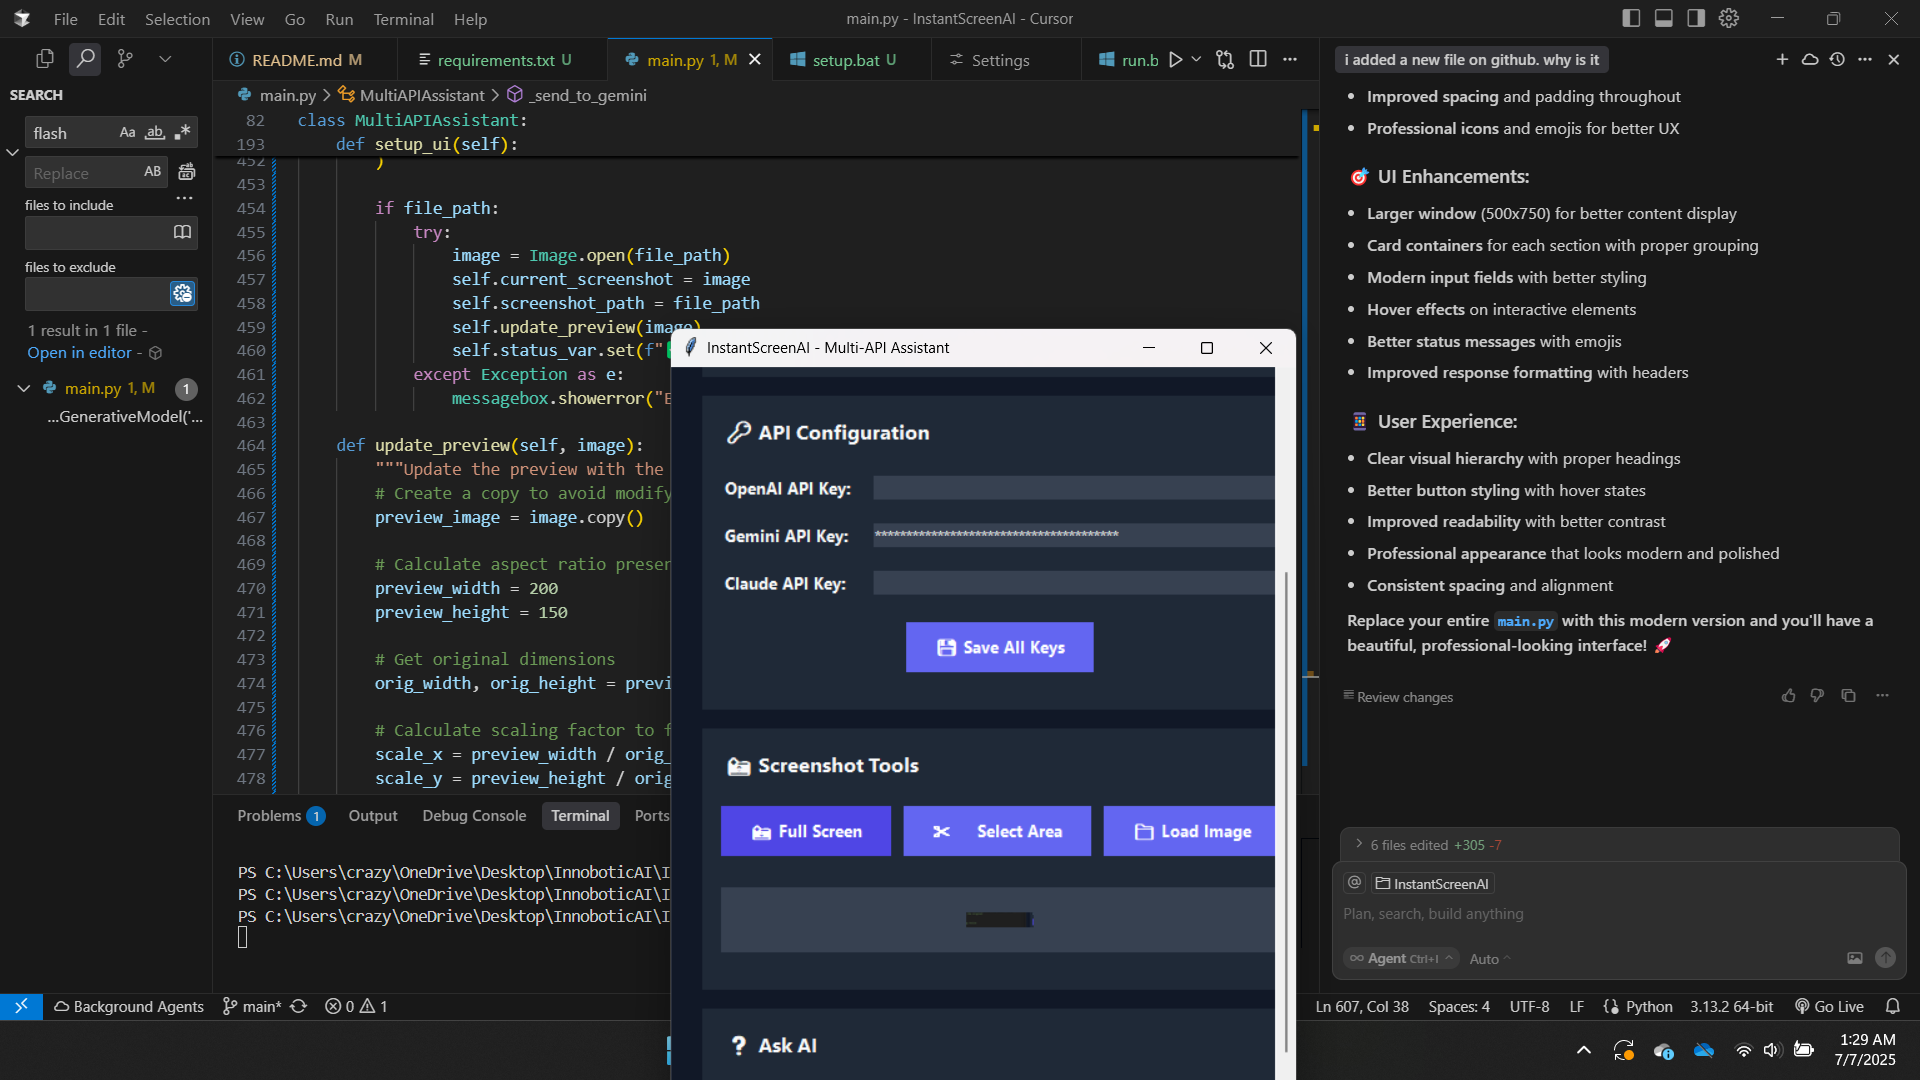 File Edit Selection View Go Run Terminal Help
main.py - InstantScreenAI - Cursor
README.md M
requirements.txt U
main.py 1, M
setup.bat U
Settings
run.b
SEARCH
flash
Aa ab
Replace
AB
files to include
files to exclude
1 result in 1 file -
Open in editor -
main.py 1, M
1
...GenerativeModel('...
main.py > MultiAPIAssistant > _send_to_gemini
82 class MultiAPIAssistant:
193 def setup_ui(self):
452 )
453
454 if file_path:
455 try:
456 image = Image.open(file_path)
457 self.current_screenshot = image
458 self.screenshot_path = file_path
459 self.update_preview(image)
460 self.status_var.set(f"
461 except Exception as e:
462 messagebox.showerror("E
463
464 def update_preview(self, image):
465 """Update the preview with the
466 # Create a copy to avoid modify
467 preview_image = image.copy()
468
469 # Calculate aspect ratio preser
470 preview_width = 200
471 preview_height = 150
472
473 # Get original dimensions
474 orig_width, orig_height = previ
475
476 # Calculate scaling factor to f
477 scale_x = preview_width / orig_
478 scale_y = preview_height / orig
Problems 1 Output Debug Console Terminal Ports
PS C:\Users\crazy\OneDrive\Desktop\InnoboticAI\I
PS C:\Users\crazy\OneDrive\Desktop\InnoboticAI\I
PS C:\Users\crazy\OneDrive\Desktop\InnoboticAI\I
InstantScreenAI - Multi-API Assistant
🔑 API Configuration
OpenAI API Key:
Gemini API Key: ***************************************
Claude API Key:
💾 Save All Keys
📸 Screenshot Tools
📸 Full Screen
✂ Select Area
📁 Load Image
❓ Ask AI
i added a new file on github. why is it
• Improved spacing and padding throughout
• Professional icons and emojis for better UX
🎯 UI Enhancements:
• Larger window (500x750) for better content display
• Card containers for each section with proper grouping
• Modern input fields with better styling
• Hover effects on interactive elements
• Better status messages with emojis
• Improved response formatting with headers
📱 User Experience:
• Clear visual hierarchy with proper headings
• Better button styling with hover states
• Improved readability with better contrast
• Professional appearance that looks modern and polished
• Consistent spacing and alignment
Replace your entire main.py with this modern version and you'll have a
beautiful, professional-looking interface! 🚀
Review changes
6 files edited +305 -7
@ InstantScreenAI
Plan, search, build anything
∞ Agent Ctrl+I
Auto
Background Agents
main*
0
1
Ln 607, Col 38
Spaces: 4
UTF-8
LF
Python
3.13.2 64-bit
Go Live
1:29 AM
7/7/2025